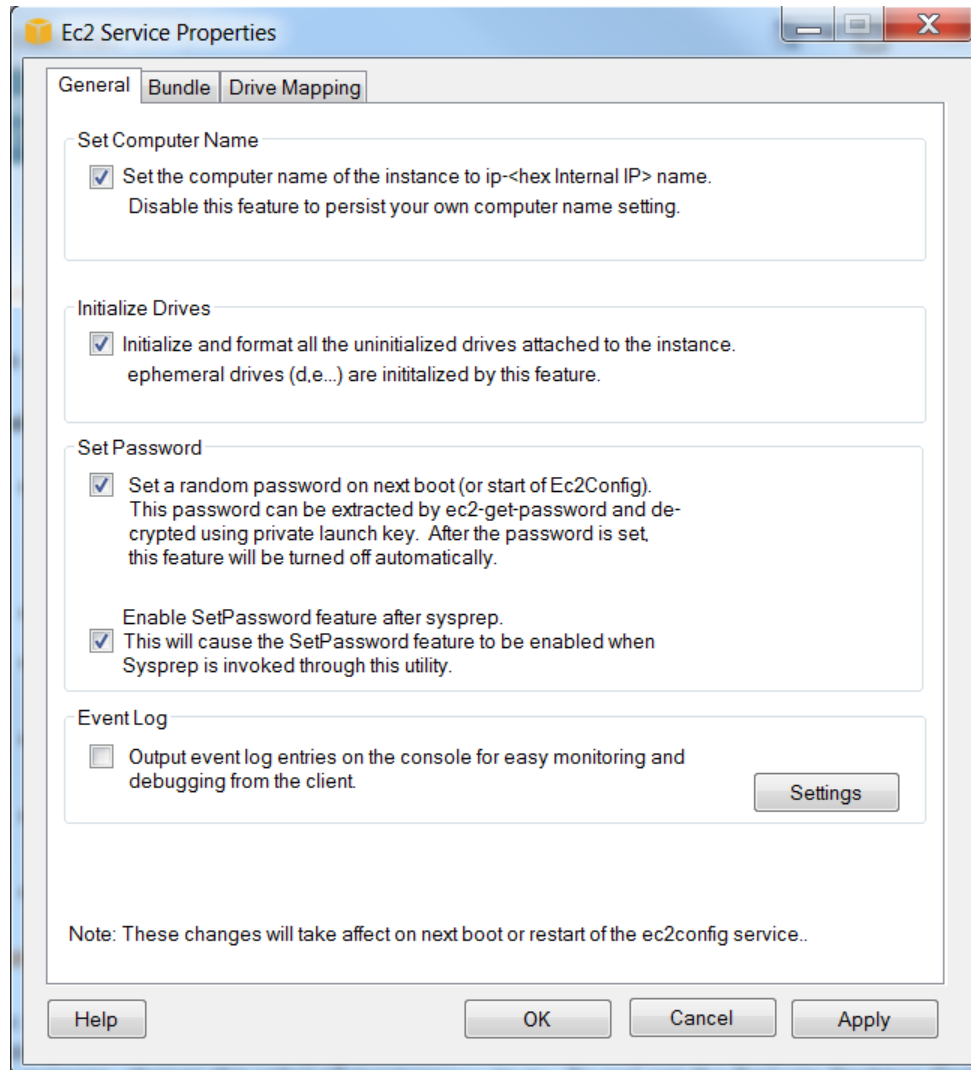 Ec2 Service Properties
General
Bundle
Drive Mapping
Set Computer Name
Set the computer name of the instance to ip-<hex Internal IP> name.
Disable this feature to persist your own computer name setting.
Initialize Drives
Initialize and format all the uninitialized drives attached to the instance.
ephemeral drives (d,e...) are inititalized by this feature.
Set Password
Set a random password on next boot (or start of Ec2Config).
This password can be extracted by ec2-get-password and de-
crypted using private launch key. After the password is set,
this feature will be turned off automatically.
Enable SetPassword feature after sysprep.
This will cause the SetPassword feature to be enabled when
Sysprep is invoked through this utility.
Event Log
Output event log entries on the console for easy monitoring and
debugging from the client.
Settings
Note: These changes will take affect on next boot or restart of the ec2config service..
Help
OK
Cancel
Apply